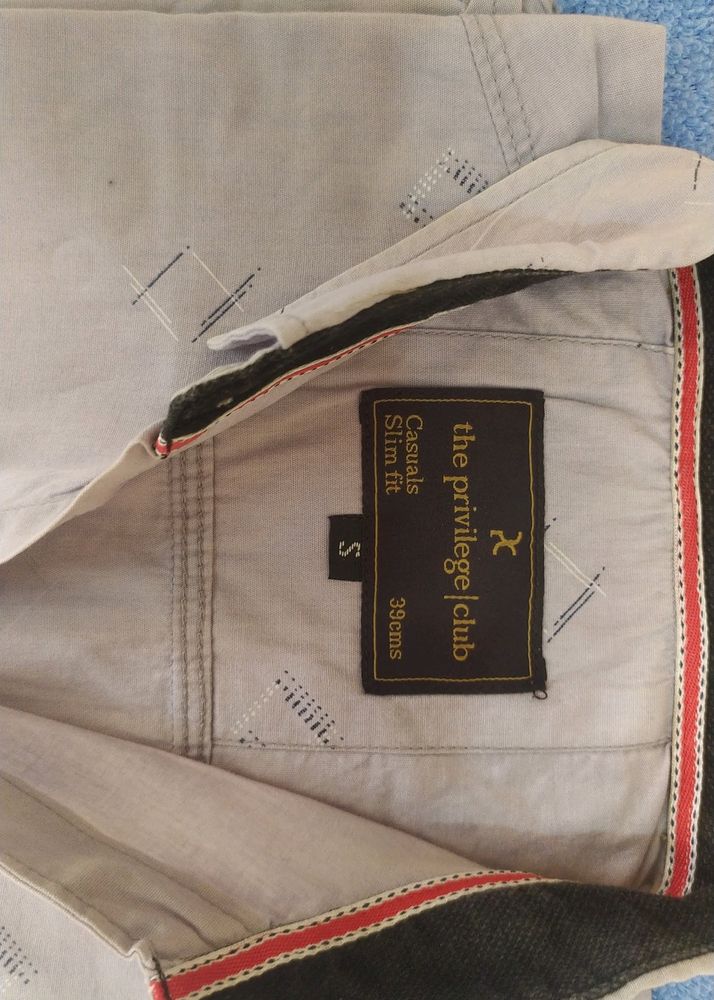 the privilege|club
Casuals
Slim fit 39cms
S